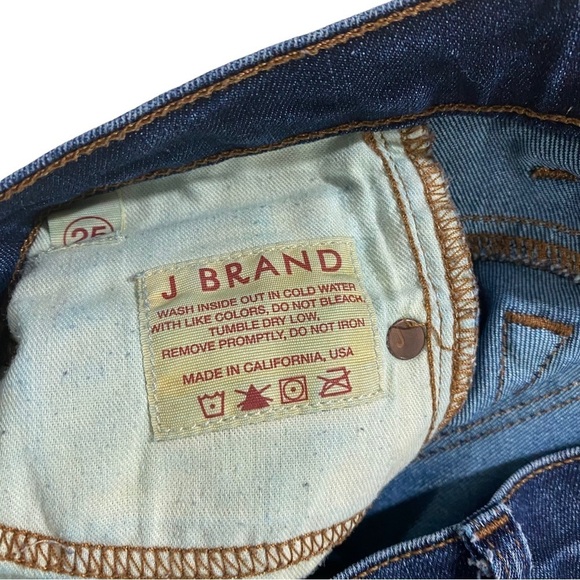 25
J BRAND
WASH INSIDE OUT IN COLD WATER
WITH LIKE COLORS, DO NOT BLEACH,
TUMBLE DRY LOW,
REMOVE PROMPTLY, DO NOT IRON
MADE IN CALIFORNIA, USA